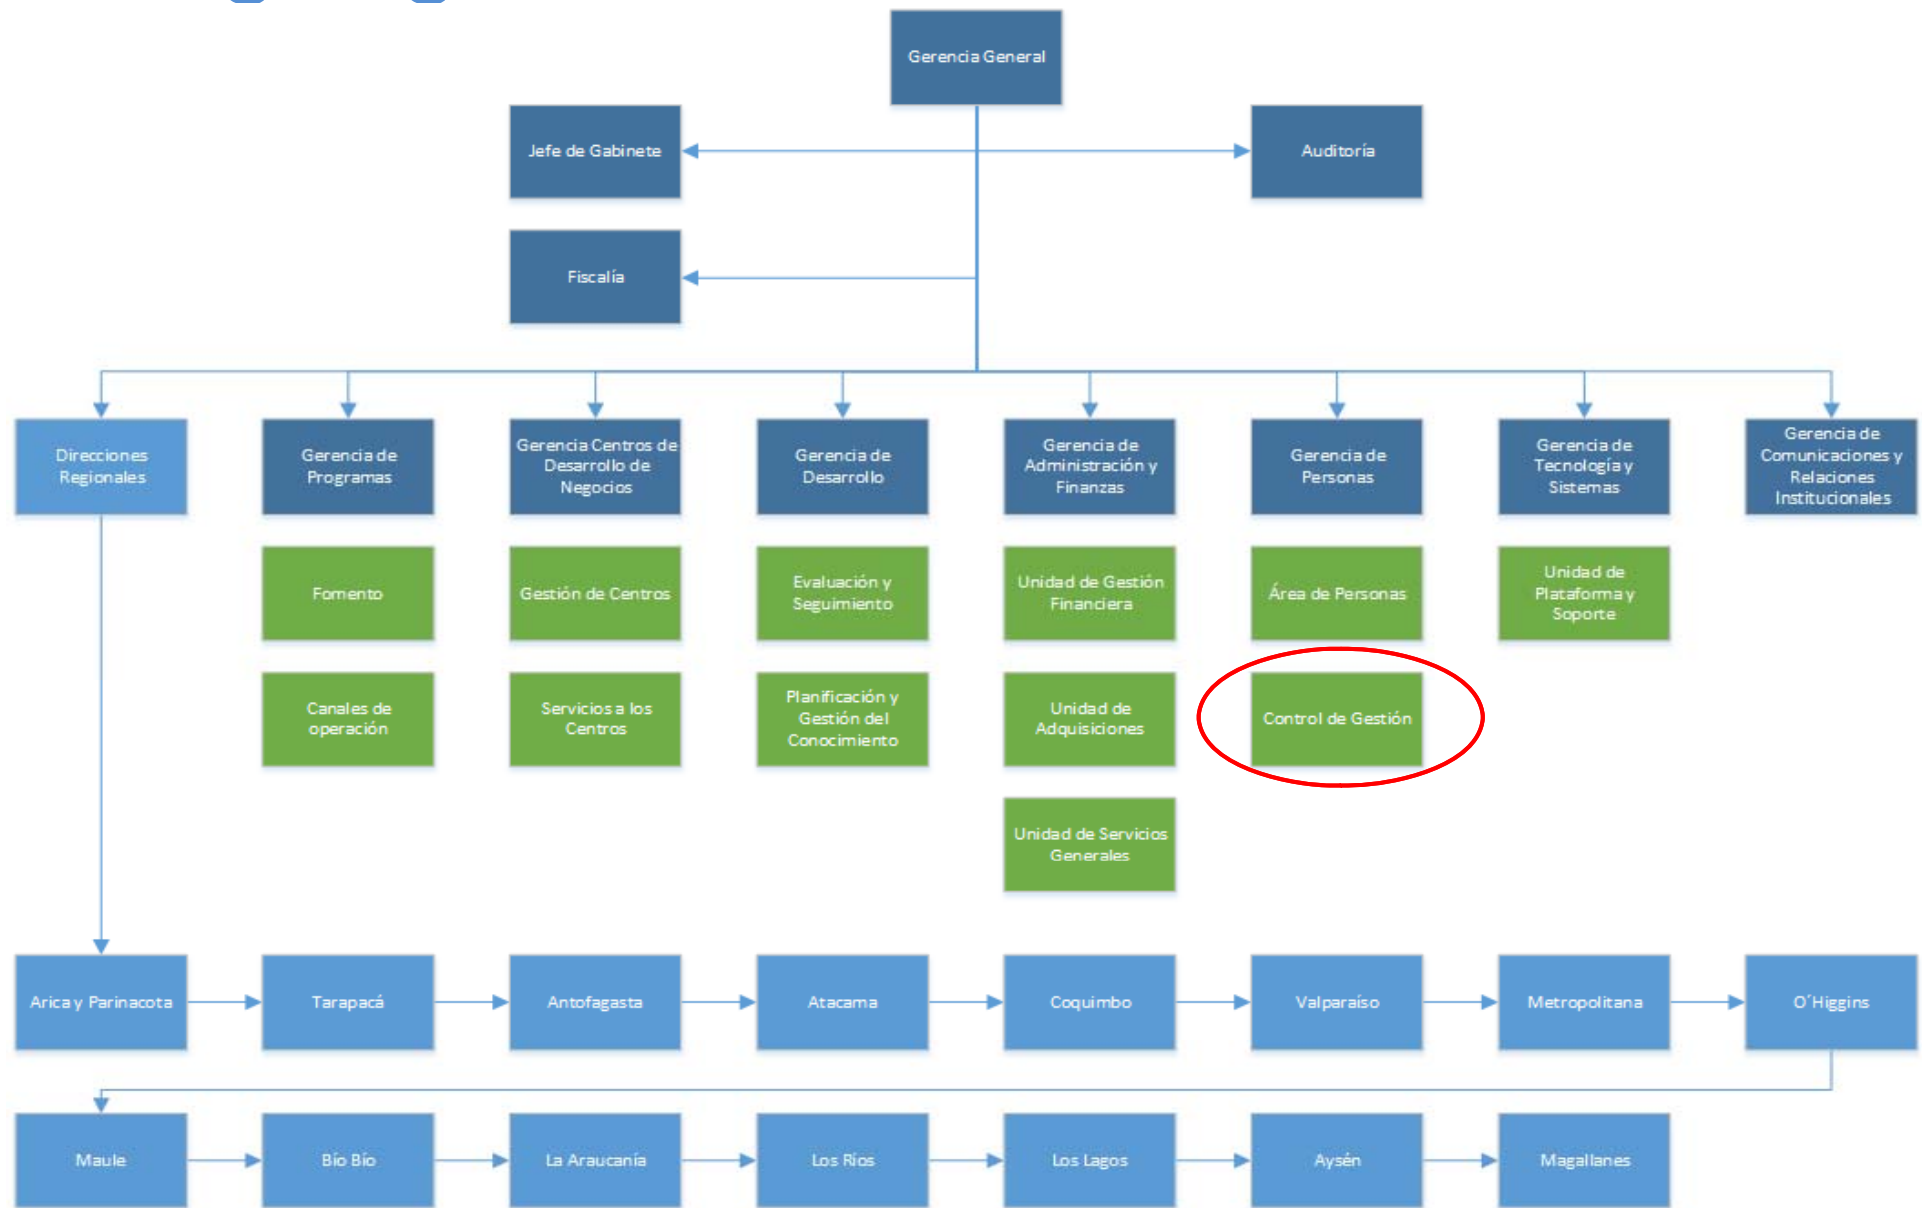 Gerencia General
Jefe de Gabinete
Auditoría
Fiscalía
Direcciones
Regionales
Gerencia de
Programas
Gerencia Centros de
Desarrollo de
Negocios
Gerencia de
Desarrollo
Gerencia de
Administración y
Finanzas
Gerencia de
Personas
Gerencia de
Tecnología y
Sistemas
Gerencia de
Comunicaciones y
Relaciones
Institucionales
Fomento
Gestión de Centros
Evaluación y
Seguimiento
Unidad de Gestión
Financiera
Área de Personas
Unidad de
Plataforma y
Soporte
Canales de
operación
Servicios a los
Centros
Planificación y
Gestión del
Conocimiento
Unidad de
Adquisiciones
Control de Gestión
Unidad de Servicios
Generales
Arica y Parinacota
Tarapacá
Antofagasta
Atacama
Coquimbo
Valparaíso
Metropolitana
O´Higgins
Maule
Bío Bío
La Araucanía
Los Ríos
Los Lagos
Aysén
Magallanes